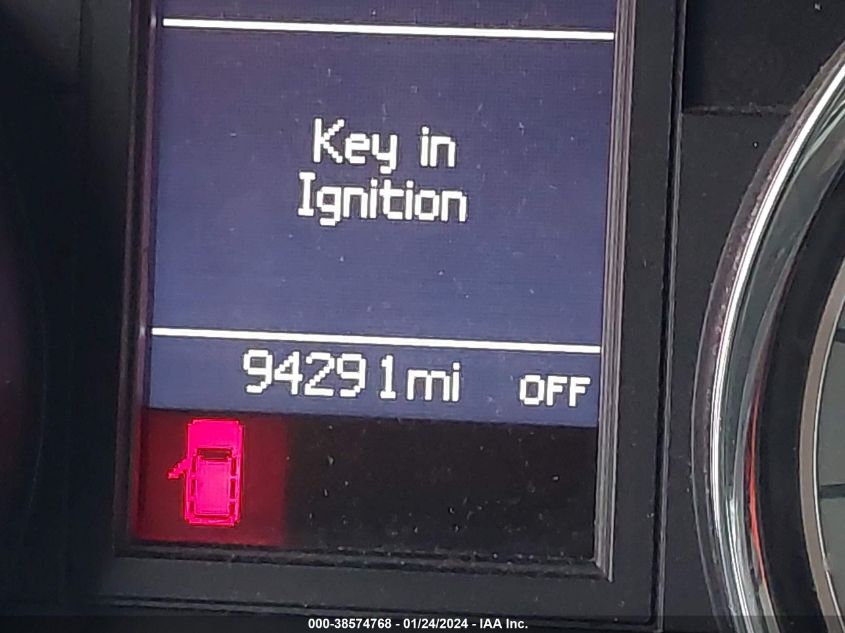 Key in
Ignition
94291mi OFF
000-38574768 - 01/24/2024 - IAA Inc.